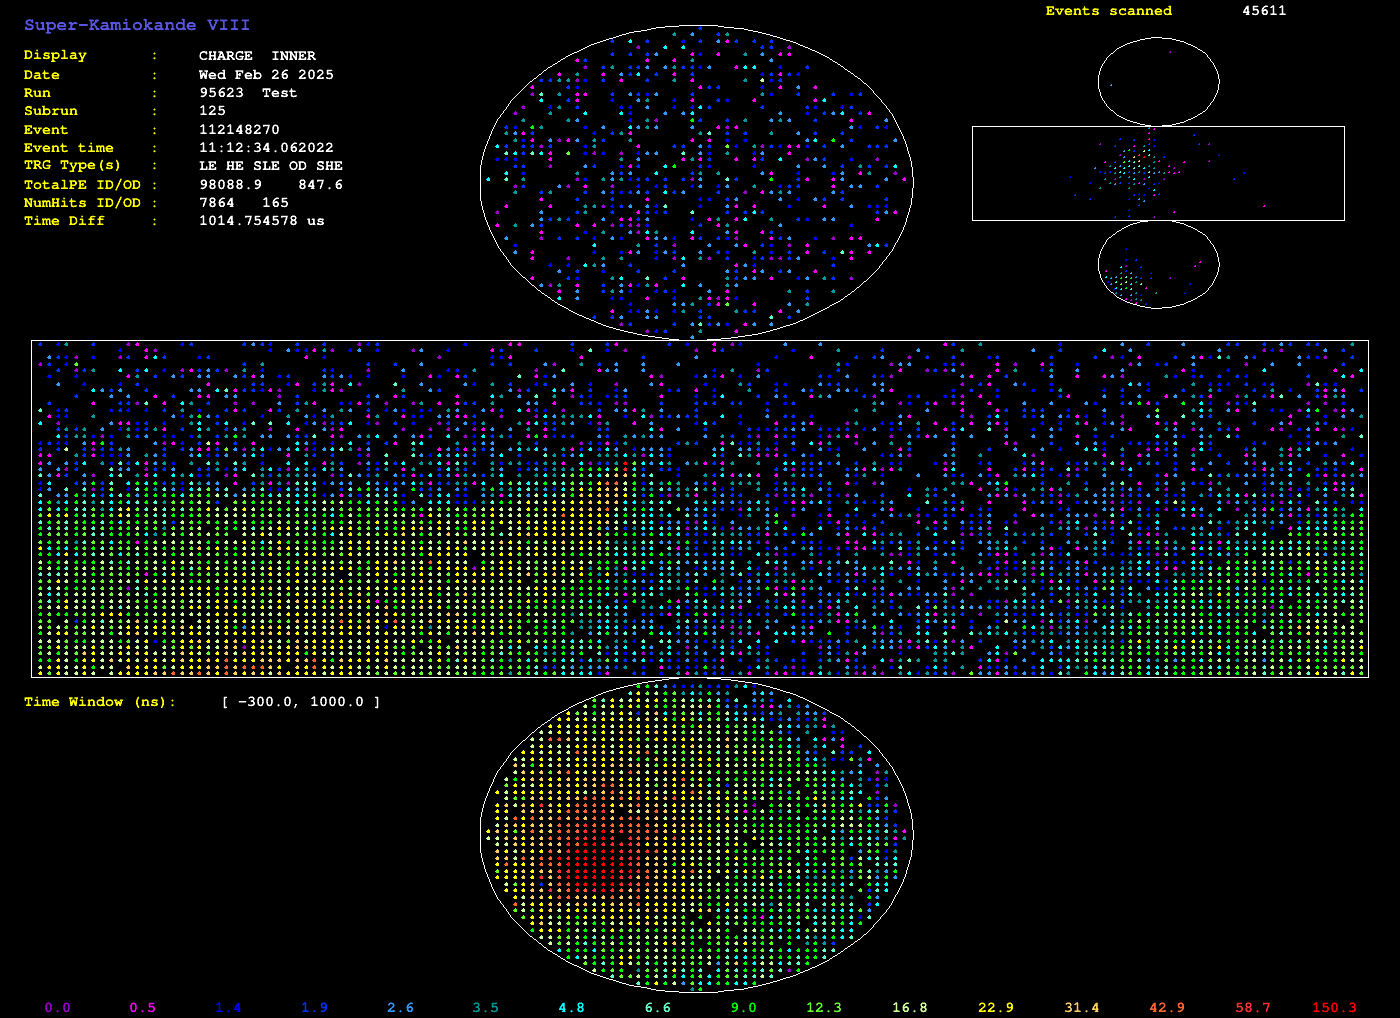 Super-Kamiokande VIII
Events scanned 45611
Display : CHARGE INNER
Date : Wed Feb 26 2025
Run : 95623 Test
Subrun : 125
Event : 112148270
Event time : 11:12:34.062022
TRG Type(s) : LE HE SLE OD SHE
TotalPE ID/OD : 98088.9 847.6
NumHits ID/OD : 7864 165
Time Diff : 1014.754578 us
Time Window (ns): [ -300.0, 1000.0 ]
0.0 0.5 1.4 1.9 2.6 3.5 4.8 6.6 9.0 12.3 16.8 22.9 31.4 42.9 58.7 150.3